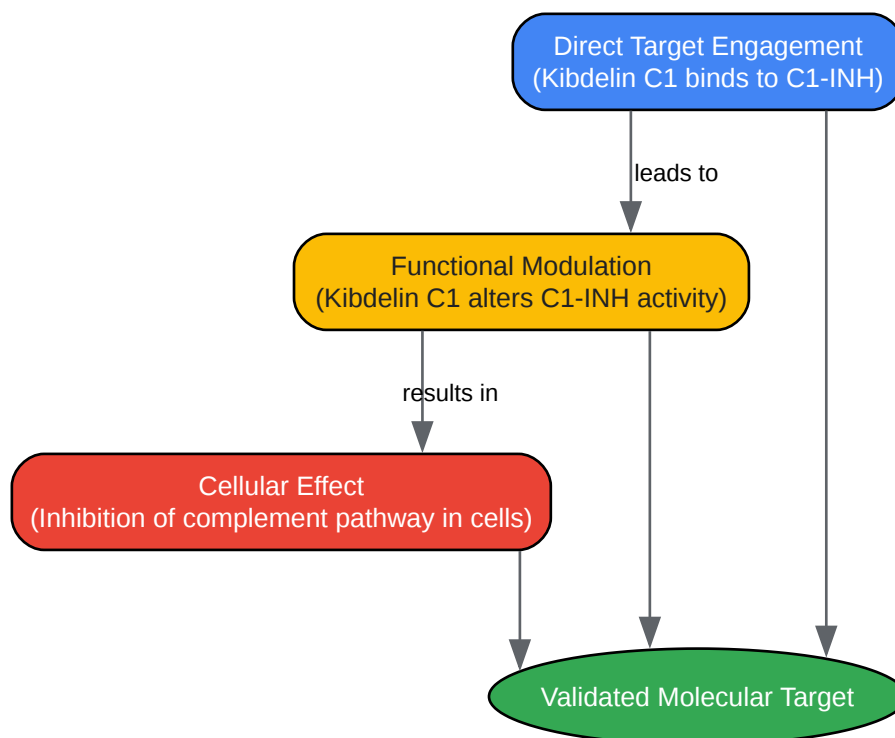 Direct Target Engagement
(Kibdelin C1 binds to C1-INH)
leads to
Functional Modulation
(Kibdelin C1 alters C1-INH activity)
results in
Cellular Effect
(Inhibition of complement pathway in cells)
Validated Molecular Target